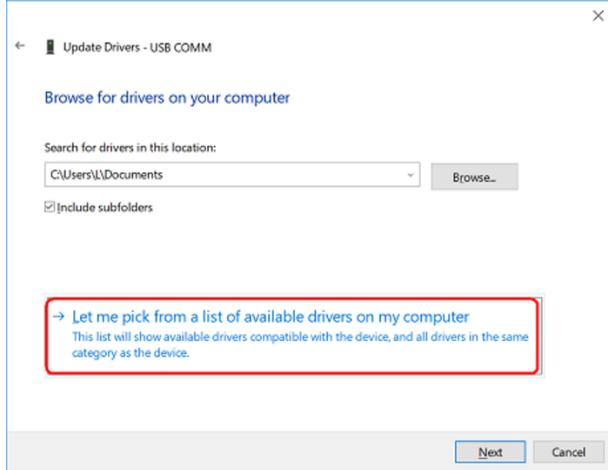 Update Drivers - USB COMM
Browse for drivers on your computer
Search for drivers in this location:
C:\Users\L\Documents
Browse...
Include subfolders
→ Let me pick from a list of available drivers on my computer
This list will show available drivers compatible with the device, and all drivers in the same
category as the device.
Next
Cancel